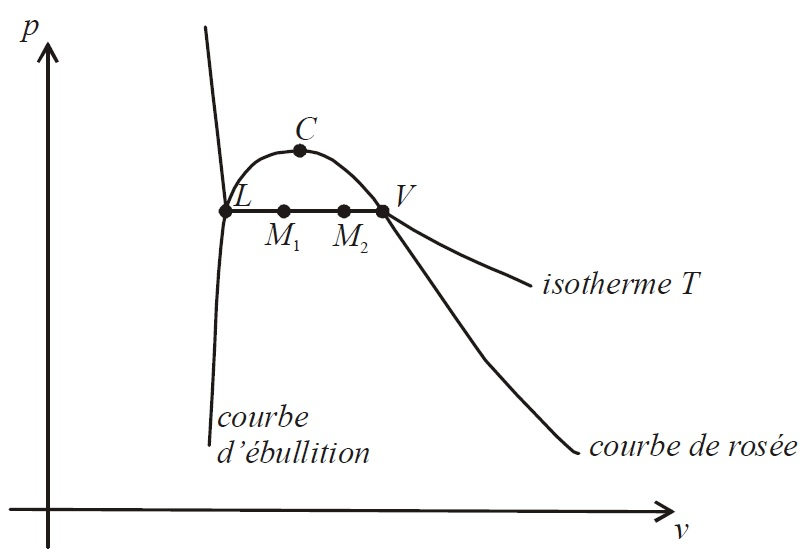 p
C
L
V
M₁
M₂
isotherme T
courbe
d'ébullition
courbe de rosée
v